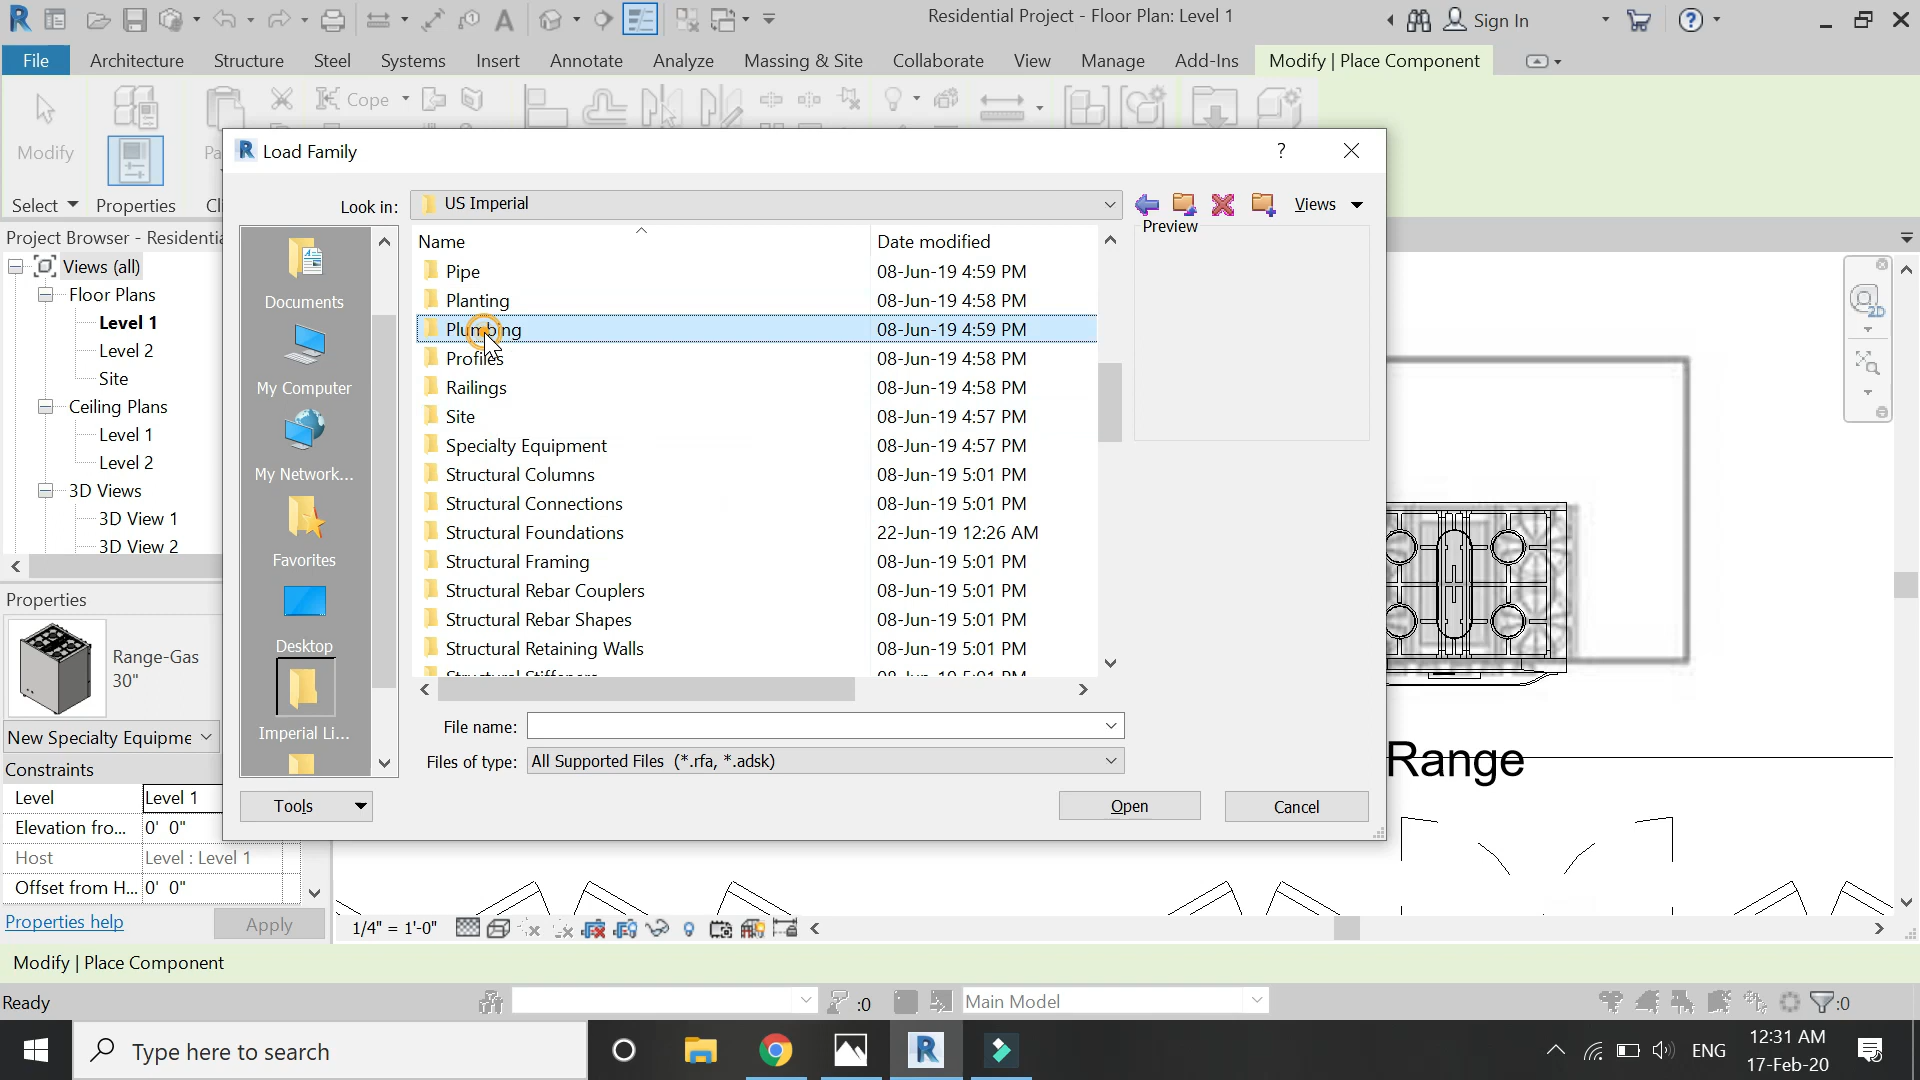 Residential Project - Floor Plan: Level 1
Sign In
File Architecture Structure Steel Systems Insert Annotate Analyze Massing & Site Collaborate View Manage Add-Ins Modify | Place Component
Cope
Modify
Select Properties
Load Family
Look in: US Imperial
Views
Preview
Name Date modified
Pipe 08-Jun-19 4:59 PM
Planting 08-Jun-19 4:58 PM
Plumbing 08-Jun-19 4:59 PM
Profiles 08-Jun-19 4:58 PM
Railings 08-Jun-19 4:58 PM
Site 08-Jun-19 4:57 PM
Specialty Equipment 08-Jun-19 4:57 PM
Structural Columns 08-Jun-19 5:01 PM
Structural Connections 08-Jun-19 5:01 PM
Structural Foundations 22-Jun-19 12:26 AM
Structural Framing 08-Jun-19 5:01 PM
Structural Rebar Couplers 08-Jun-19 5:01 PM
Structural Rebar Shapes 08-Jun-19 5:01 PM
Structural Retaining Walls 08-Jun-19 5:01 PM
Documents
My Computer
My Network...
Favorites
Desktop
Imperial Li...
File name:
Files of type: All Supported Files (*.rfa, *.adsk)
Tools
Open
Cancel
Project Browser - Residentia
Views (all)
Floor Plans
Level 1
Level 2
Site
Ceiling Plans
Level 1
Level 2
3D Views
3D View 1
3D View 2
Properties
Range-Gas
30"
New Specialty Equipme
Constraints
Level Level 1
Elevation fro... 0' 0"
Host Level : Level 1
Offset from H... 0' 0"
Properties help
Apply
2D
Range
1/4" = 1'-0"
Modify | Place Component
Ready
:0
Main Model
:0
Type here to search
ENG
12:31 AM
17-Feb-20